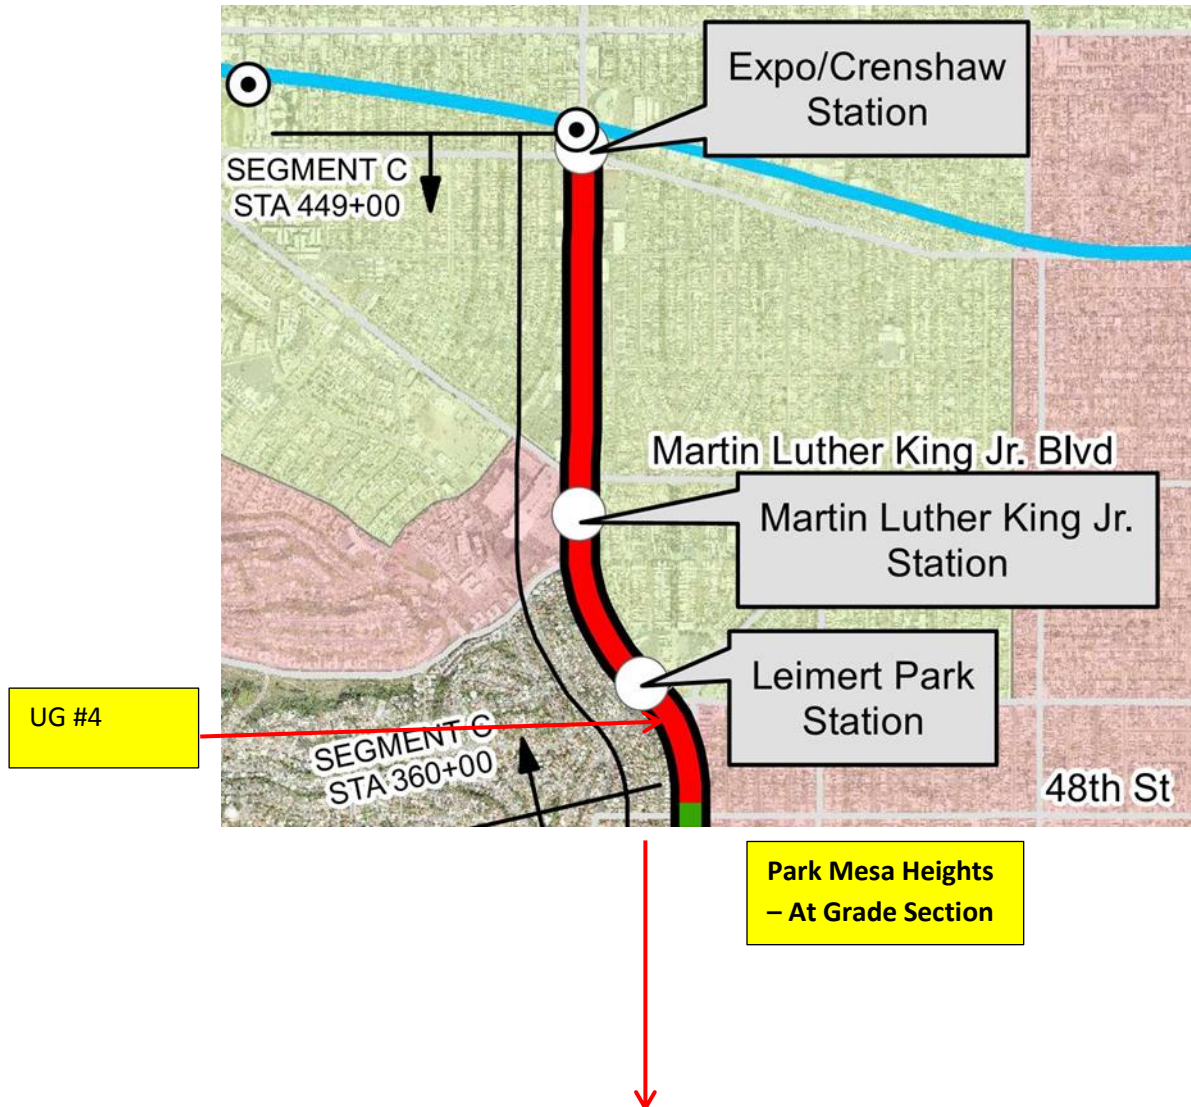 Expo/Crenshaw
Station
SEGMENT C
STA 449+00
Martin Luther King Jr. Blvd
Martin Luther King Jr.
Station
Leimert Park
Station
UG #4
SEGMENT C
STA 360+00
48th St
Park Mesa Heights
– At Grade Section